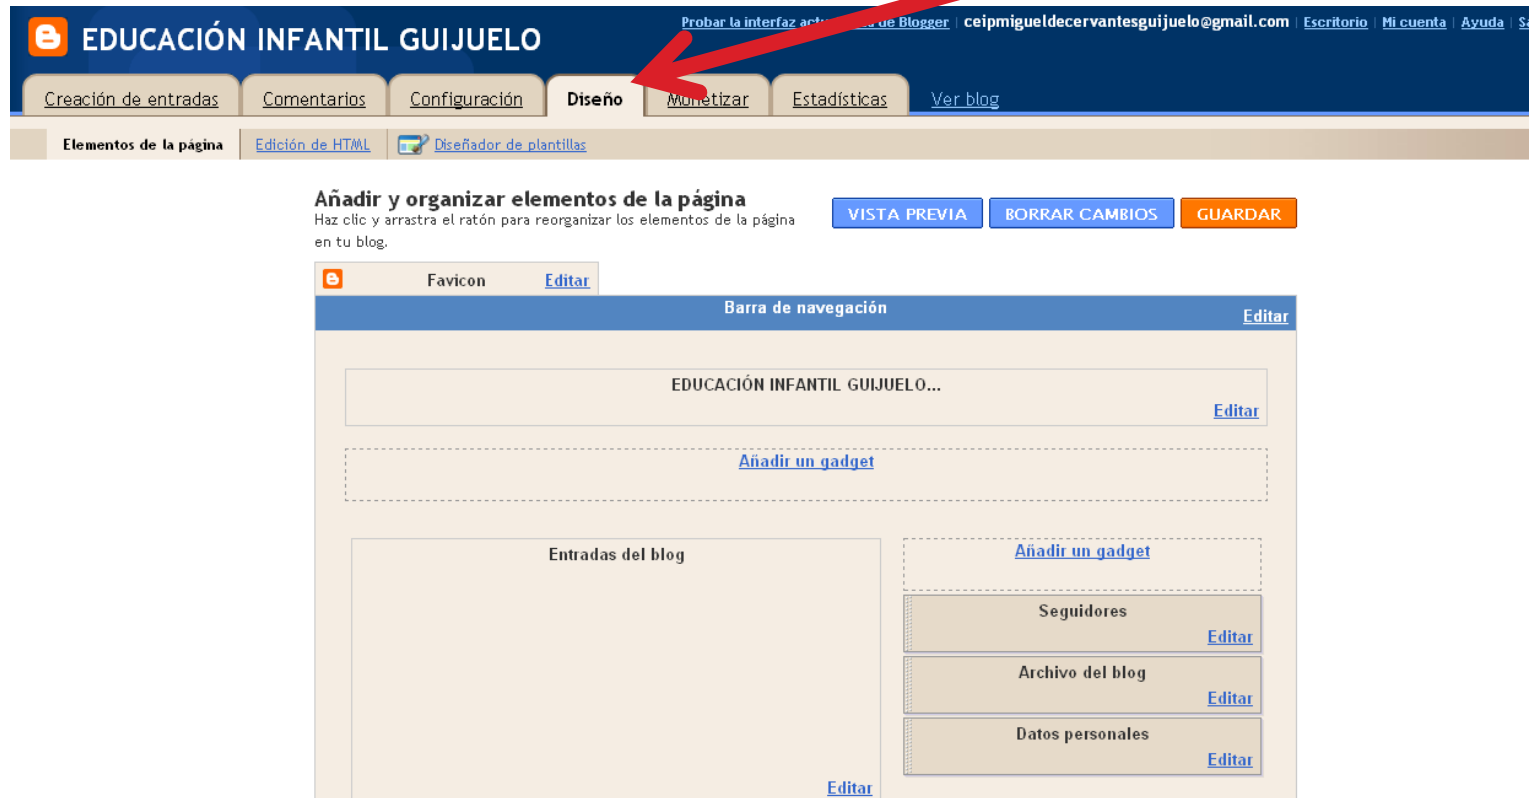 Probar la interfaz de Blogger | ceipmigueldecervantesguijuelo@gmail.com | Escritorio | Mi cuenta | Ayuda |
EDUCACIÓN INFANTIL GUIJUELO
Creación de entradas Comentarios Configuración Diseño Monetizar Estadísticas Ver blog
Elementos de la página Edición de HTML Diseñador de plantillas
Añadir y organizar elementos de la página
Haz clic y arrastra el ratón para reorganizar los elementos de la página
en tu blog.
VISTA PREVIA BORRAR CAMBIOS GUARDAR
Favicon Editar
Barra de navegación
Editar
EDUCACIÓN INFANTIL GUIJUELO...
Editar
Añadir un gadget
Entradas del blog
Editar
Añadir un gadget
Seguidores
Editar
Archivo del blog
Editar
Datos personales
Editar